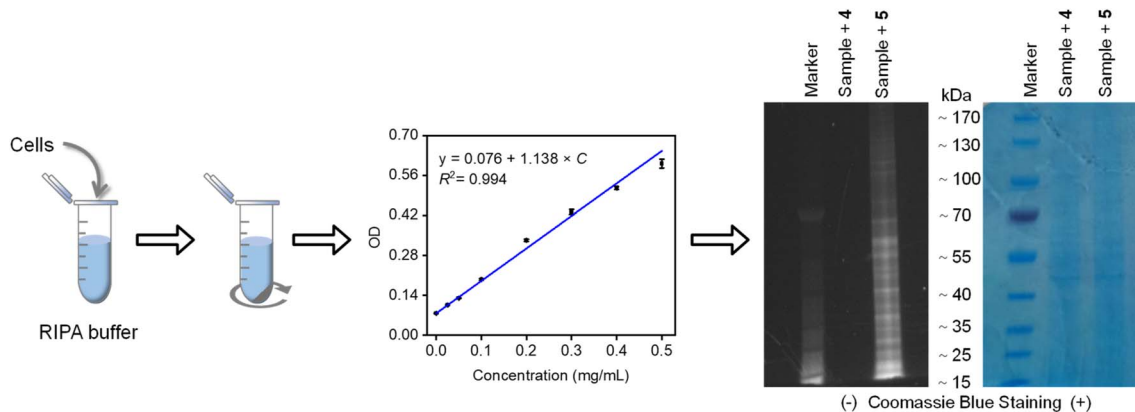 Cells
RIPA buffer
y = 0.076 + 1.138 × C
R²= 0.994
OD
0.70
0.56
0.42
0.28
0.14
0.00
0.0 0.1 0.2 0.3 0.4 0.5
Concentration (mg/mL)
Marker
Sample + 4
Sample + 5
kDa
Marker
Sample + 4
Sample + 5
~ 170
~ 130
~ 100
~ 70
~ 55
~ 40
~ 35
~ 25
~ 15
(-) Coomassie Blue Staining (+)